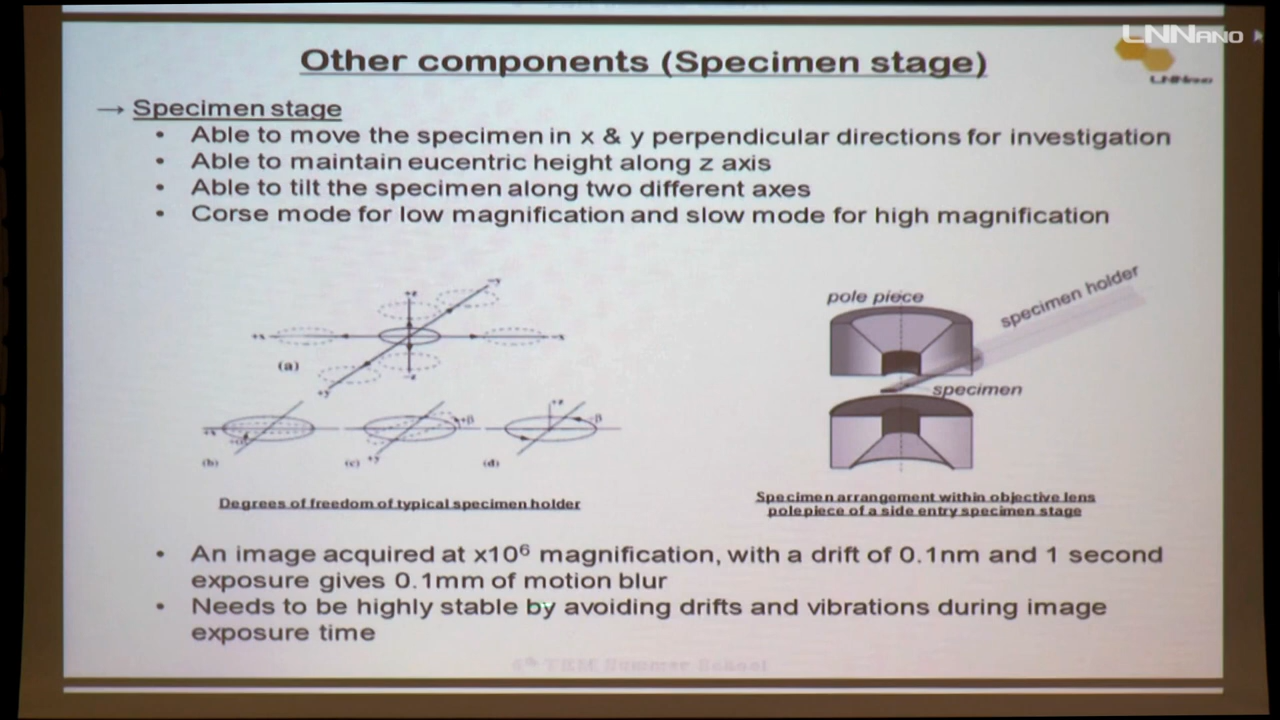 LNNANO
Other components (Specimen stage)
LNNano
→ Specimen stage
• Able to move the specimen in x & y perpendicular directions for investigation
• Able to maintain eucentric height along z axis
• Able to tilt the specimen along two different axes
• Corse mode for low magnification and slow mode for high magnification
(a)
(b)
(c)
(d)
+y
+β
pole piece
specimen holder
specimen
Degrees of freedom of typical specimen holder
Specimen arrangement within objective lens
polepiece of a side entry specimen stage
• An image acquired at x10⁶ magnification, with a drift of 0.1nm and 1 second
exposure gives 0.1mm of motion blur
• Needs to be highly stable by avoiding drifts and vibrations during image
exposure time
Summer School